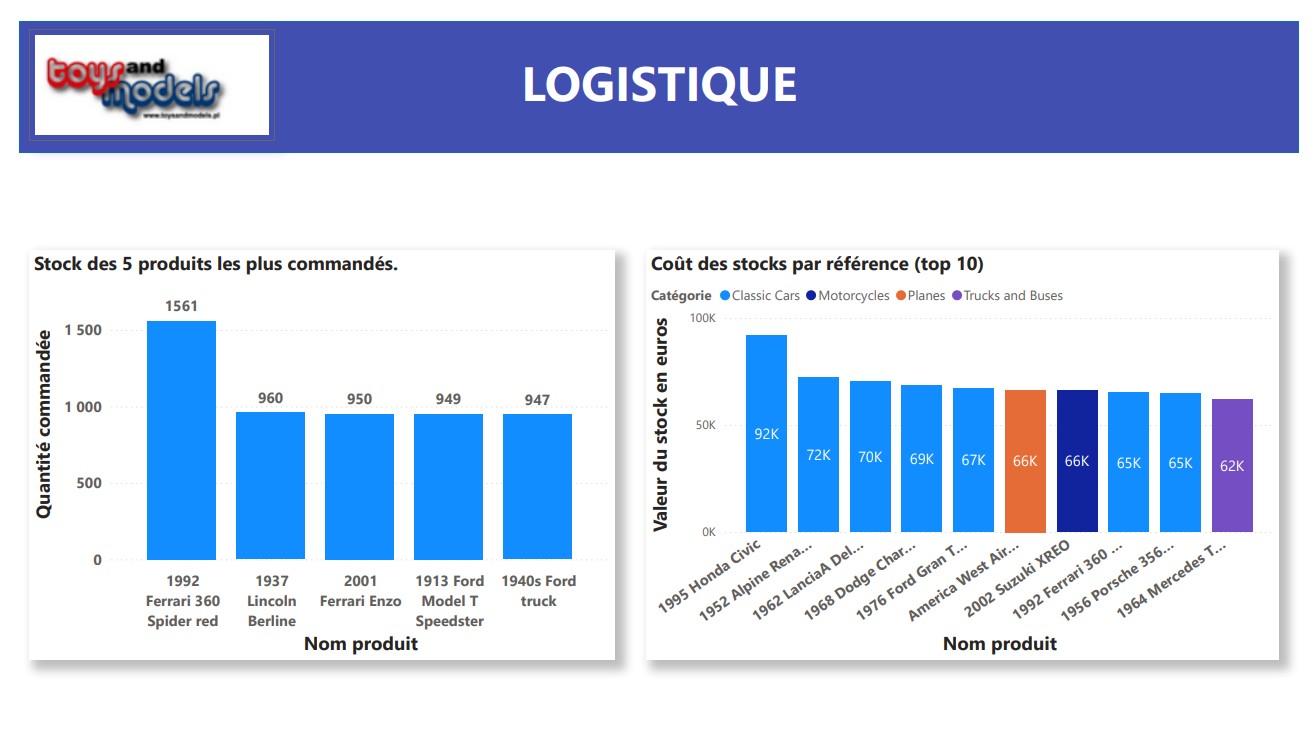 toys and
models
www.toysandmodels.pl
LOGISTIQUE
Stock des 5 produits les plus commandés.
Quantité commandée
1 500
1 000
500
0
1561
960
950
949
947
1992
Ferrari 360
Spider red
1937
Lincoln
Berline
2001
Ferrari Enzo
1913 Ford
Model T
Speedster
1940s Ford
truck
Nom produit
Coût des stocks par référence (top 10)
Catégorie Classic Cars Motorcycles Planes Trucks and Buses
Valeur du stock en euros
100K
50K
0K
92K
72K
70K
69K
67K
66K
66K
65K
65K
62K
1995 Honda Civic
1952 Alpine Rena...
1962 LanciaA Del...
1968 Dodge Char...
1976 Ford Gran T...
America West Air...
2002 Suzuki XREO
1992 Ferrari 360 ...
1956 Porsche 356...
1964 Mercedes T...
Nom produit